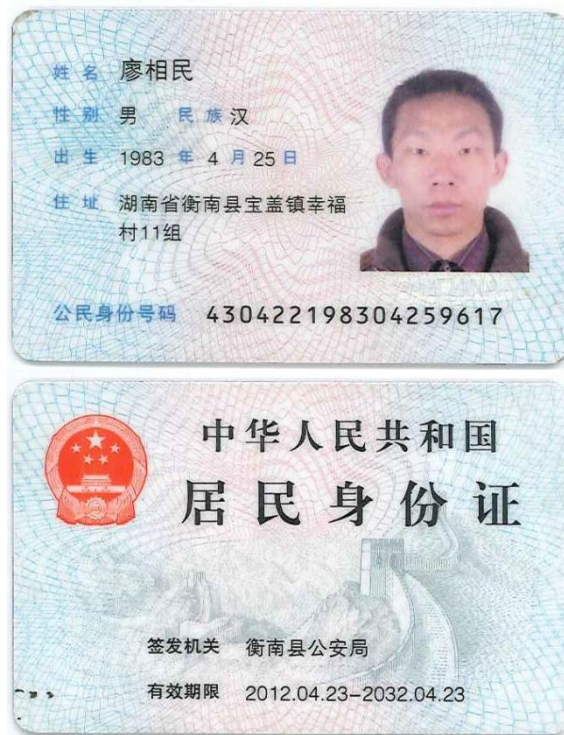 姓名 廖相民
性别 男 民族 汉
出生 1983 年 4 月 25 日
住址 湖南省衡南县宝盖镇幸福
村11组
公民身份号码 430422198304259617
中华人民共和国
居民身份证
签发机关 衡南县公安局
有效期限 2012.04.23-2032.04.23